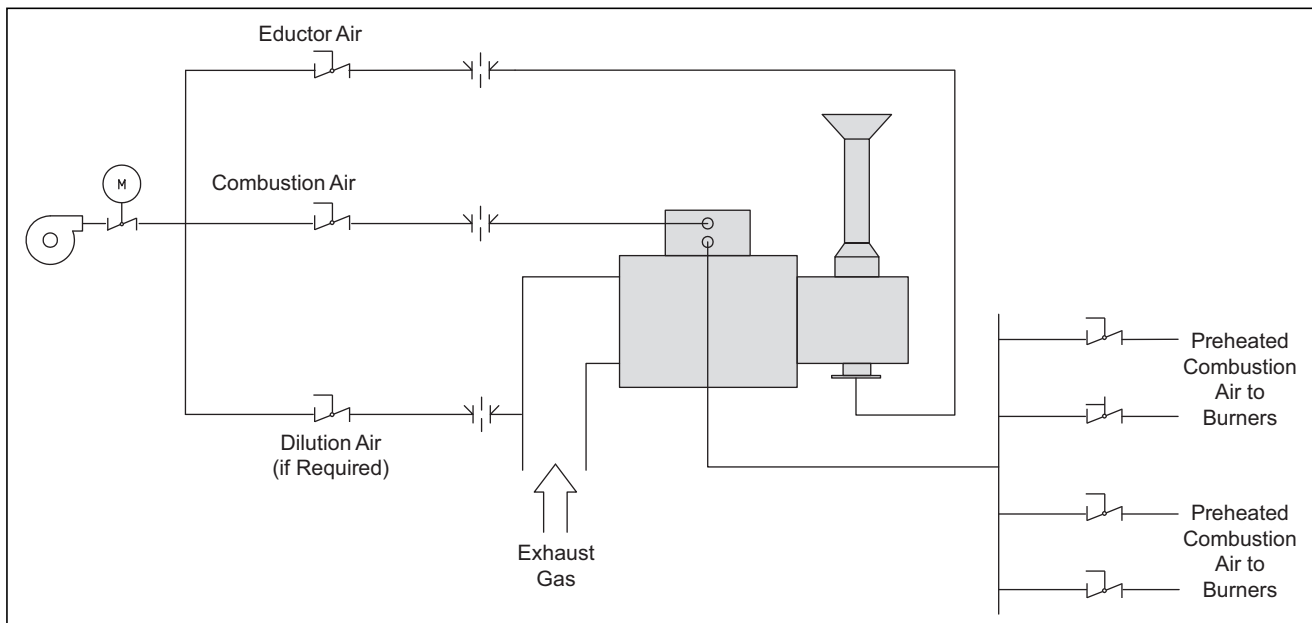 Eductor Air
M
Combustion Air
Dilution Air
(if Required)
Exhaust
Gas
Preheated
Combustion
Air to
Burners
Preheated
Combustion
Air to
Burners